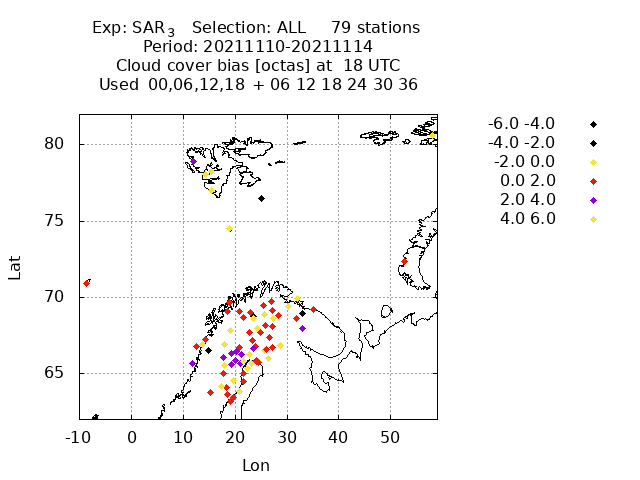 Exp: SAR3 Selection: ALL 79 stations
Period: 20211110-20211114
Cloud cover bias [octas] at 18 UTC
Used 00,06,12,18 + 06 12 18 24 30 36
-6.0 -4.0
-4.0 -2.0
-2.0 0.0
0.0 2.0
2.0 4.0
4.0 6.0
80
75
70
65
Lat
-10 0 10 20 30 40 50
Lon